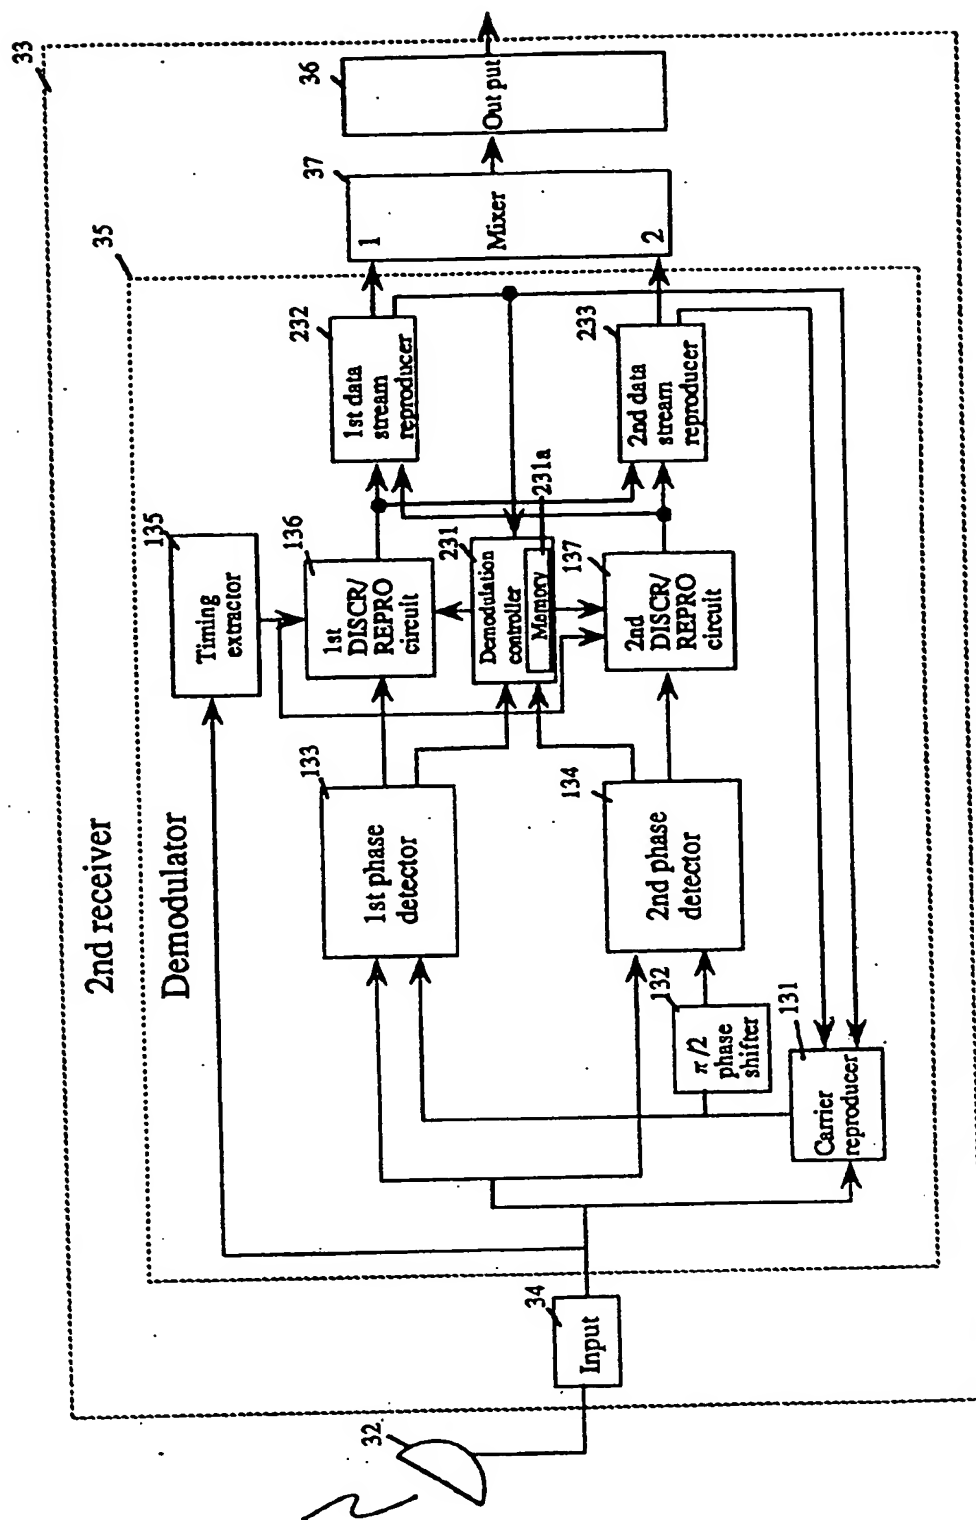 33
2nd receiver
35
Demodulator
135
Timing
extractor
133
1st phase
detector
136
1st DISCR/
REPRO
circuit
232
1st data
stream
reproducer
37
1
Mixer
2
36
Out put
231
Demodulation
controller
Memory
231a
32
34
Input
134
2nd phase
detector
137
2nd DISCR/
REPRO
circuit
233
2nd data
stream
reproducer
132
π/2
phase
shifter
131
Carrier
reproducer